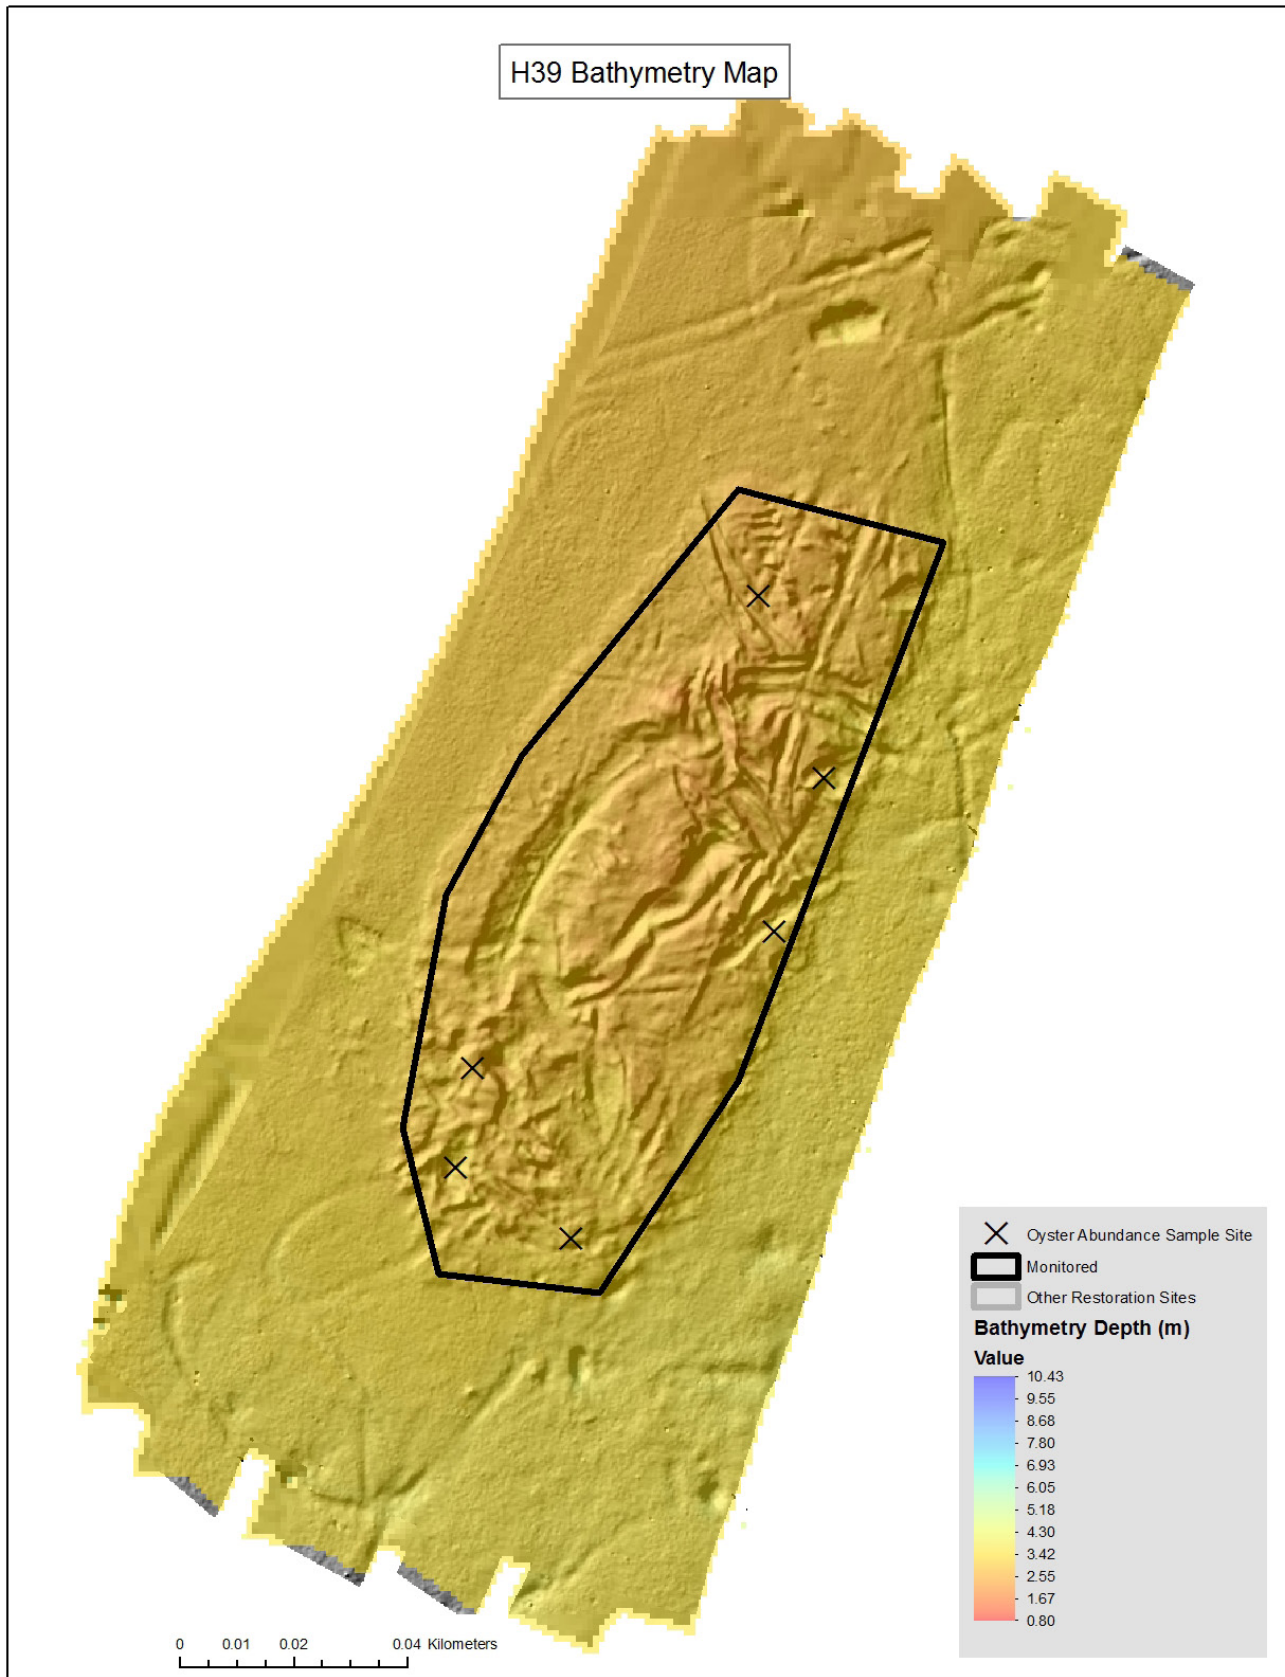 H39 Bathymetry Map
Oyster Abundance Sample Site
Monitored
Other Restoration Sites
Bathymetry Depth (m)
Value
10.43
9.55
8.68
7.80
6.93
6.05
5.18
4.30
3.42
2.55
1.67
0.80
0 0.01 0.02 0.04 Kilometers